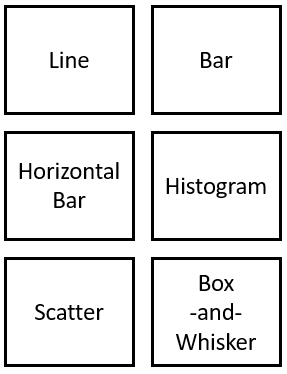 Line
Bar
Horizontal
Bar
Histogram
Scatter
Box
-and-
Whisker